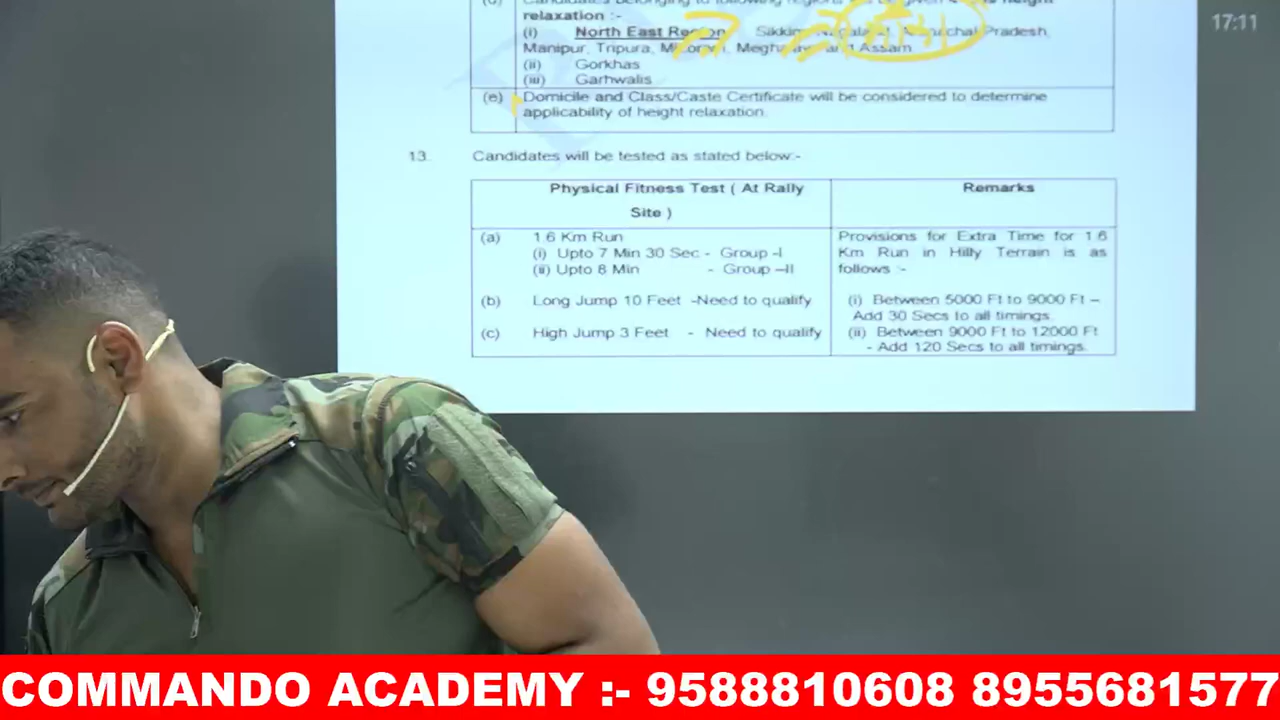 17:11
relaxation :-
(i) North East Region Sikkim, Nagaland, Arunachal Pradesh,
Manipur, Tripura, Mizoram, Meghalaya and Assam
(ii) Gorkhas
(iii) Garhwalis
(e) Domicile and Class/Caste Certificate will be considered to determine
applicability of height relaxation.
13. Candidates will be tested as stated below:-
Physical Fitness Test ( At Rally
Site )
Remarks
(a) 1.6 Km Run
(i) Upto 7 Min 30 Sec - Group -I
(ii) Upto 8 Min - Group –II
(b) Long Jump 10 Feet -Need to qualify
(c) High Jump 3 Feet - Need to qualify
Provisions for Extra Time for 1.6
Km Run in Hilly Terrain is as
follows :-
(i) Between 5000 Ft to 9000 Ft –
Add 30 Secs to all timings.
(ii) Between 9000 Ft to 12000 Ft
- Add 120 Secs to all timings.
COMMANDO ACADEMY :- 9588810608 8955681577